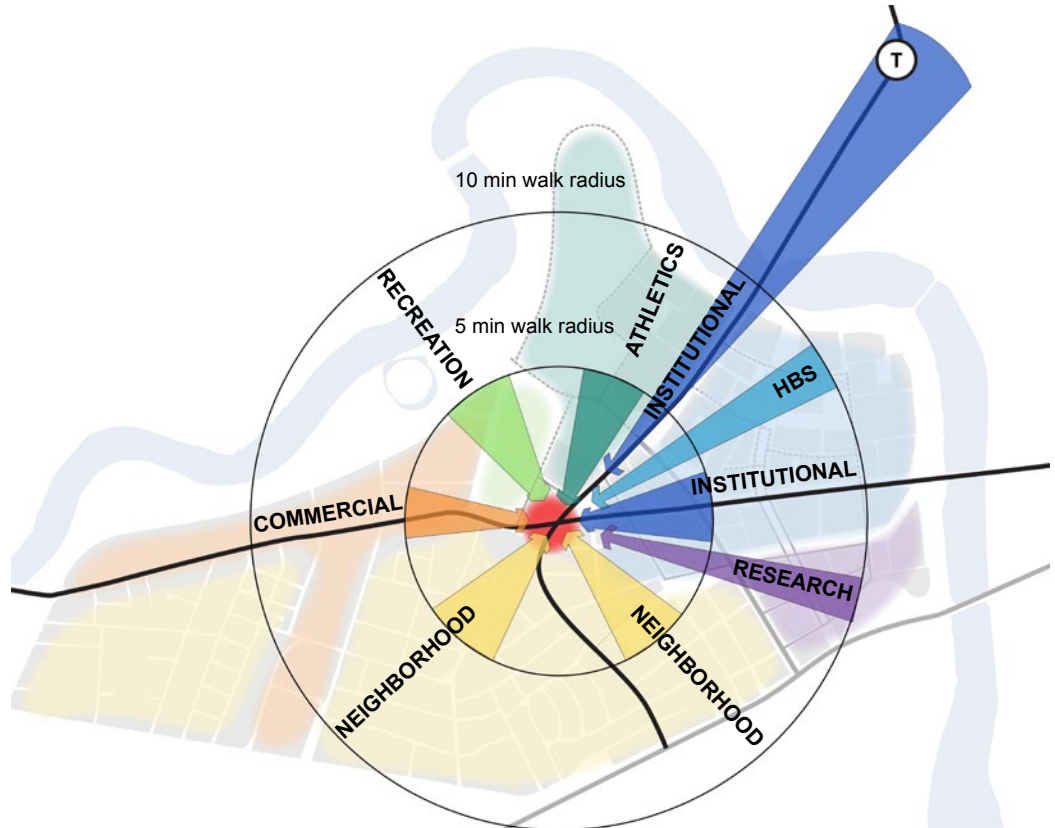 T
10 min walk radius
RECREATION
5 min walk radius
ATHLETICS
INSTITUTIONAL
HBS
COMMERCIAL
INSTITUTIONAL
RESEARCH
NEIGHBORHOOD
NEIGHBORHOOD